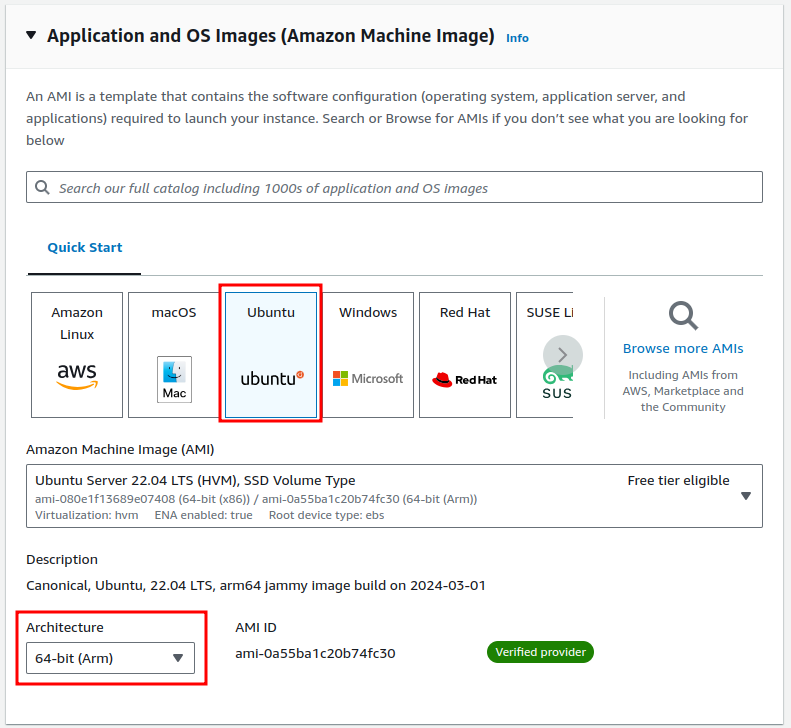 Application and OS Images (Amazon Machine Image) Info
An AMI is a template that contains the software configuration (operating system, application server, and
applications) required to launch your instance. Search or Browse for AMIs if you don’t see what you are looking for
below
Search our full catalog including 1000s of application and OS images
Quick Start
Amazon
Linux
aws
macOS
Mac
Ubuntu
ubuntu
Windows
Microsoft
Red Hat
Red Hat
SUSE Li
SUS
Browse more AMIs
Including AMIs from
AWS, Marketplace and
the Community
Amazon Machine Image (AMI)
Ubuntu Server 22.04 LTS (HVM), SSD Volume Type Free tier eligible
ami-080e1f13689e07408 (64-bit (x86)) / ami-0a55ba1c20b74fc30 (64-bit (Arm))
Virtualization: hvm ENA enabled: true Root device type: ebs
Description
Canonical, Ubuntu, 22.04 LTS, arm64 jammy image build on 2024-03-01
Architecture AMI ID
64-bit (Arm) ami-0a55ba1c20b74fc30 Verified provider